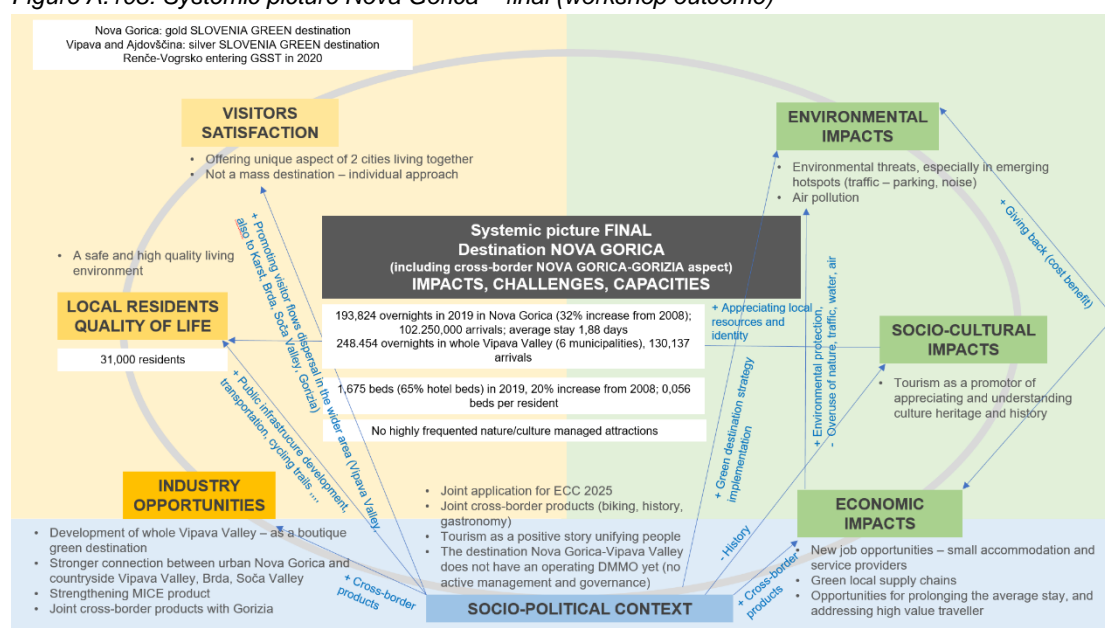 Figure A.163: Systemic picture Nova Gorica – final (workshop outcome)
Nova Gorica: gold SLOVENIA GREEN destination
Vipava and Ajdovščina: silver SLOVENIA GREEN destination
Renče-Vogrsko entering GSST in 2020
VISITORS
SATISFACTION
• Offering unique aspect of 2 cities living together
• Not a mass destination – individual approach
ENVIRONMENTAL
IMPACTS
• Environmental threats, especially in emerging
hotspots (traffic – parking, noise)
• Air pollution
+ Giving back (cost benefit)
Systemic picture FINAL
Destination NOVA GORICA
(including cross-border NOVA GORICA-GORIZIA aspect)
IMPACTS, CHALLENGES, CAPACITIES
• A safe and high quality living
environment
LOCAL RESIDENTS
QUALITY OF LIFE
31,000 residents
193,824 overnights in 2019 in Nova Gorica (32% increase from 2008);
102.250,000 arrivals; average stay 1,88 days
248.454 overnights in whole Vipava Valley (6 municipalities), 130,137
arrivals
1,675 beds (65% hotel beds) in 2019, 20% increase from 2008; 0,056
beds per resident
No highly frequented nature/culture managed attractions
+ Appreciating local
resources and
identity
SOCIO-CULTURAL
IMPACTS
• Tourism as a promotor of
appreciating and understanding
culture heritage and history
+ Promoting visitor flows dispersal in the wider area (Vipava Valley,
also to Karst, Brda, Soča Valley, Gorizia)
+ Public infrastrucure development,
transportation, cycling trails ....
+ Green destination strategy
implementation
+ Environmental protection,
- Overuse of nature, traffic, water, air
INDUSTRY
OPPORTUNITIES
• Development of whole Vipava Valley – as a boutique
green destination
• Stronger connection between urban Nova Gorica and
countryside Vipava Valley, Brda, Soča Valley
• Strengthening MICE product
• Joint cross-border products with Gorizia
• Joint application for ECC 2025
• Joint cross-border products (biking, history,
gastronomy)
• Tourism as a positive story unifying people
• The destination Nova Gorica-Vipava Valley
does not have an operating DMMO yet (no
active management and governance)
- History
ECONOMIC
IMPACTS
• New job opportunities – small accommodation and
service providers
• Green local supply chains
• Opportunities for prolonging the average stay, and
addressing high value traveller
+ Cross-border
products
+ Cross-border
products
SOCIO-POLITICAL CONTEXT